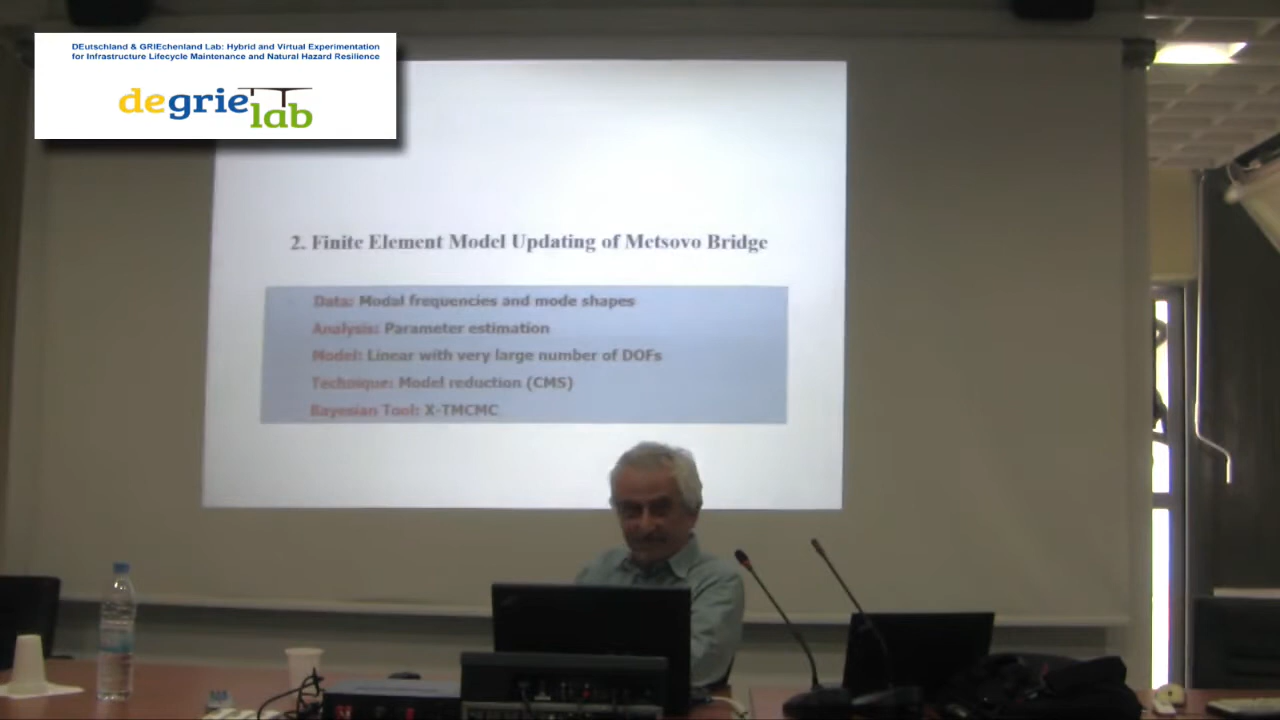 DEutschland & GRIEchenland Lab: Hybrid and Virtual Experimentation
for Infrastructure Lifecycle Maintenance and Natural Hazard Resilience
degrie lab
2. Finite Element Model Updating of Metsovo Bridge
Data: Modal frequencies and mode shapes
Analysis: Parameter estimation
Model: Linear with very large number of DOFs
Technique: Model reduction (CMS)
Bayesian Tool: X-TMCMC